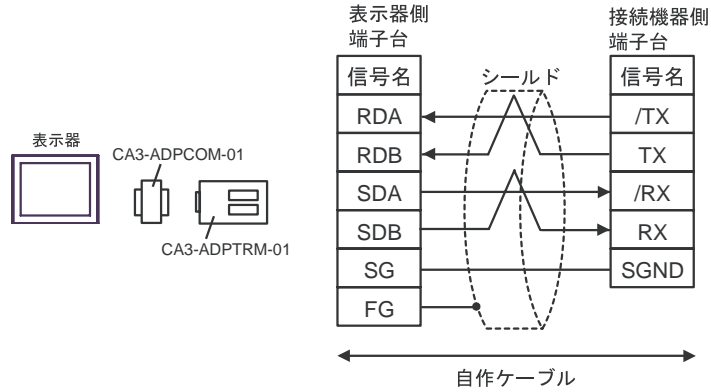 表示器
CA3-ADPCOM-01
CA3-ADPTRM-01
表示器側
端子台
接続機器側
端子台
信号名
シールド
信号名
RDA
/TX
RDB
TX
SDA
/RX
SDB
RX
SG
SGND
FG
自作ケーブル